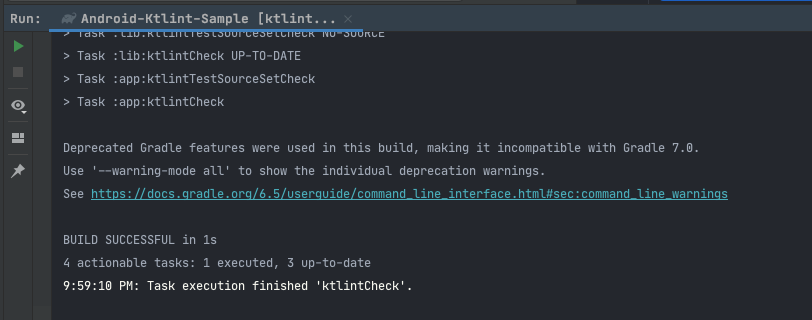 Run: Android-Ktlint-Sample [ktlint... ×
> Task :lib:ktlintTestSourceSetCheck NO-SOURCE
> Task :lib:ktlintCheck UP-TO-DATE
> Task :app:ktlintTestSourceSetCheck
> Task :app:ktlintCheck
Deprecated Gradle features were used in this build, making it incompatible with Gradle 7.0.
Use '--warning-mode all' to show the individual deprecation warnings.
See https://docs.gradle.org/6.5/userguide/command_line_interface.html#sec:command_line_warnings
BUILD SUCCESSFUL in 1s
4 actionable tasks: 1 executed, 3 up-to-date
9:59:10 PM: Task execution finished 'ktlintCheck'.